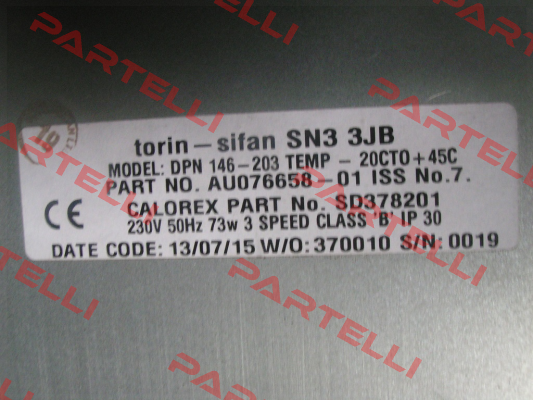 PARTELLI
PARTELLI
PARTELLI
19
torin-sifan SN3 3JB
MODEL: DPN 146-203 TEMP - 20CTO+45C
PART NO. AU076658-01 ISS No.7.
CE CALOREX PART No. SD378201
230V 50Hz 73w 3 SPEED CLASS 'B' IP 30
DATE CODE: 13/07/15 W/O: 370010 S/N: 0019
PARTELLI
PARTELLI
PARTELLI
PARTELLI